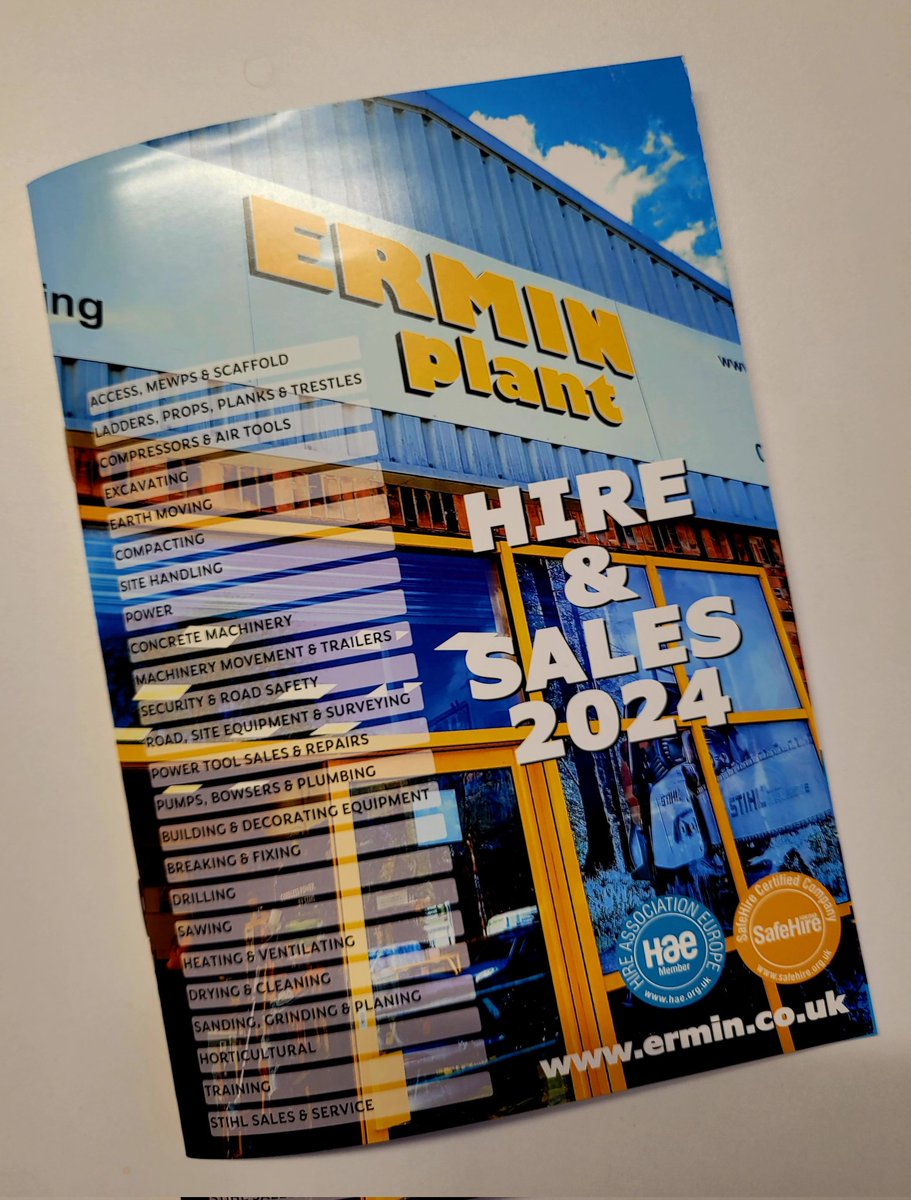 ERMIN
plant
ing
www.
HIRE
&
SALES
2024
ACCESS, MEWPS & SCAFFOLD
LADDERS, PROPS, PLANKS & TRESTLES
COMPRESSORS & AIR TOOLS
EXCAVATING
EARTH MOVING
COMPACTING
SITE HANDLING
POWER
CONCRETE MACHINERY
MACHINERY MOVEMENT & TRAILERS
SECURITY & ROAD SAFETY
ROAD, SITE EQUIPMENT & SURVEYING
POWER TOOL SALES & REPAIRS
PUMPS, BOWSERS & PLUMBING
BUILDING & DECORATING EQUIPMENT
BREAKING & FIXING
DRILLING
SAWING
HEATING & VENTILATING
DRYING & CLEANING
SANDING, GRINDING & PLANING
HORTICULTURAL
TRAINING
STIHL SALES & SERVICE
STIHL
STIHL
HIRE ASSOCIATION EUROPE
Hae
Member
www.hae.org.uk
SafeHire Certified Company
SafeHire
www.safehire.org.uk
www.ermin.co.uk